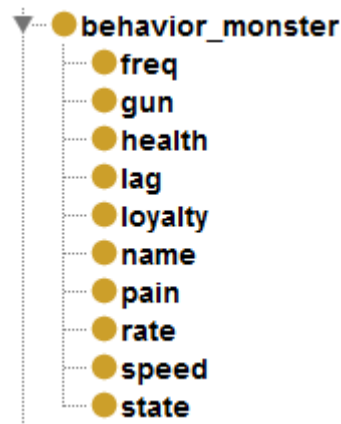 behavior_monster
freq
gun
health
lag
loyalty
name
pain
rate
speed
state